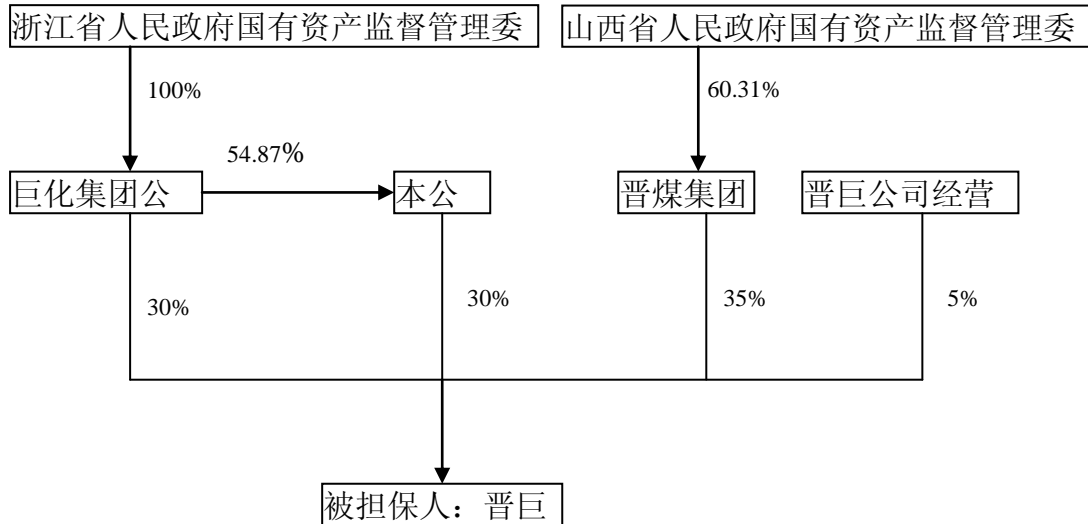 浙江省人民政府国有资产监督管理委
山西省人民政府国有资产监督管理委
100%
60.31%
54.87%
巨化集团公
本公
晋煤集团
晋巨公司经营
30%
30%
35%
5%
被担保人：晋巨